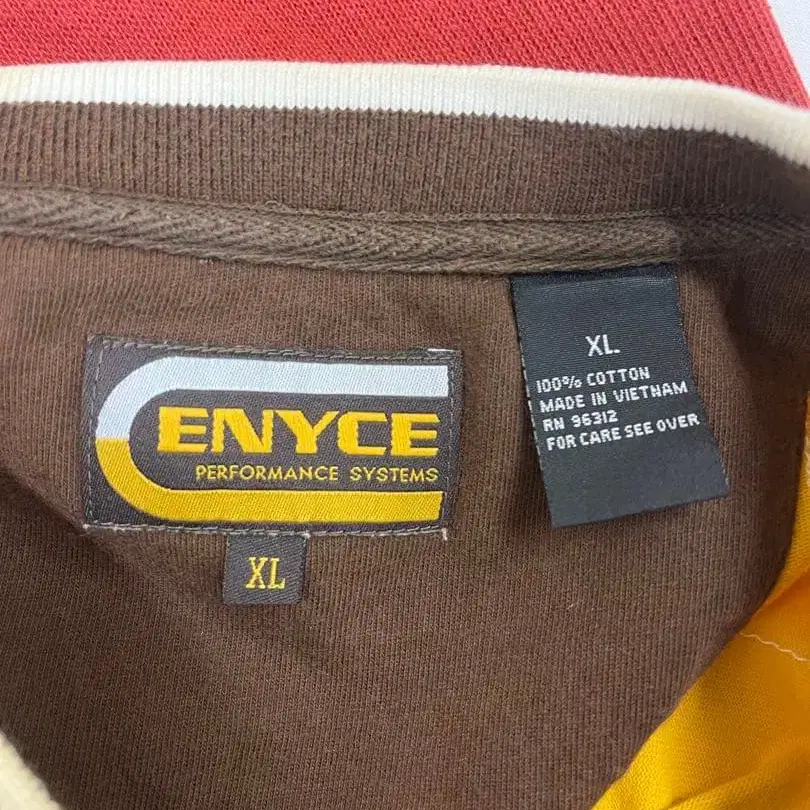 ENYCE
PERFORMANCE SYSTEMS
XL
XL
100% COTTON
MADE IN VIETNAM
RN 96312
FOR CARE SEE OVER